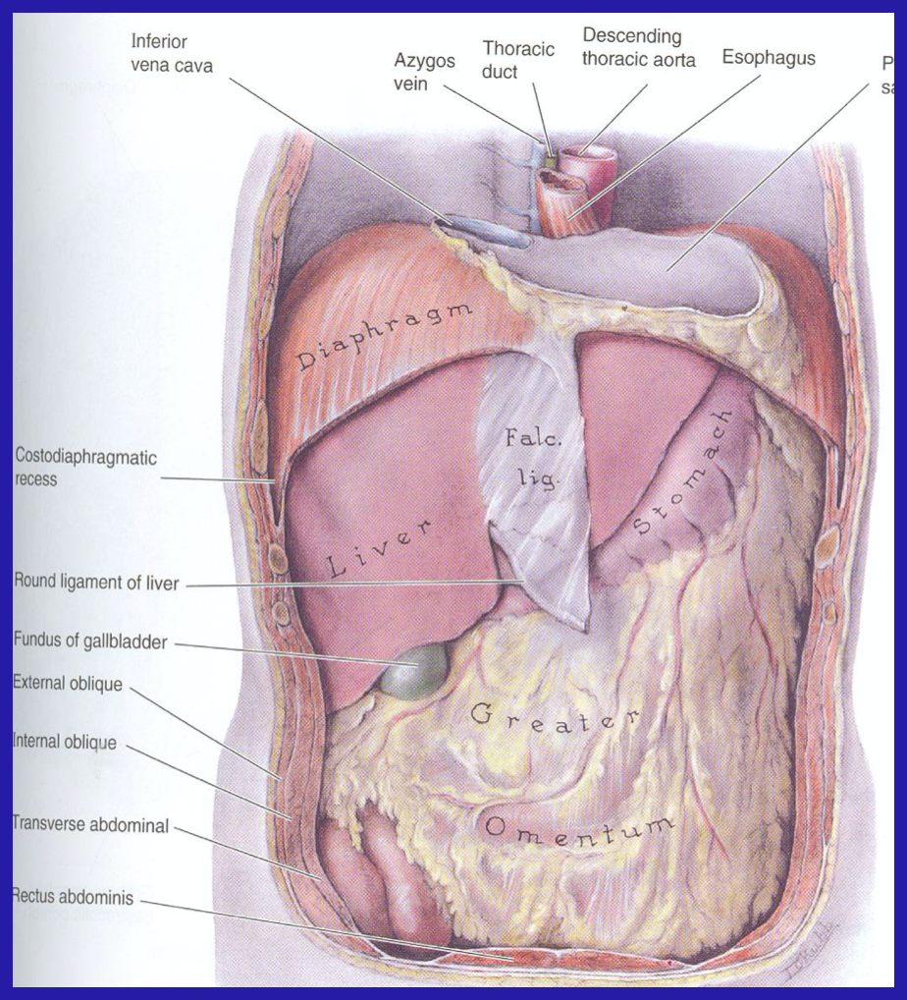 Inferior
vena cava
Azygos
vein
Thoracic
duct
Descending
thoracic aorta
Esophagus
P
sa
Diaphragm
Falc.
lig.
Stomach
Liver
Costodiaphragmatic
recess
Round ligament of liver
Fundus of gallbladder
External oblique
Internal oblique
Transverse abdominal
Rectus abdominis
Greater
Omentum